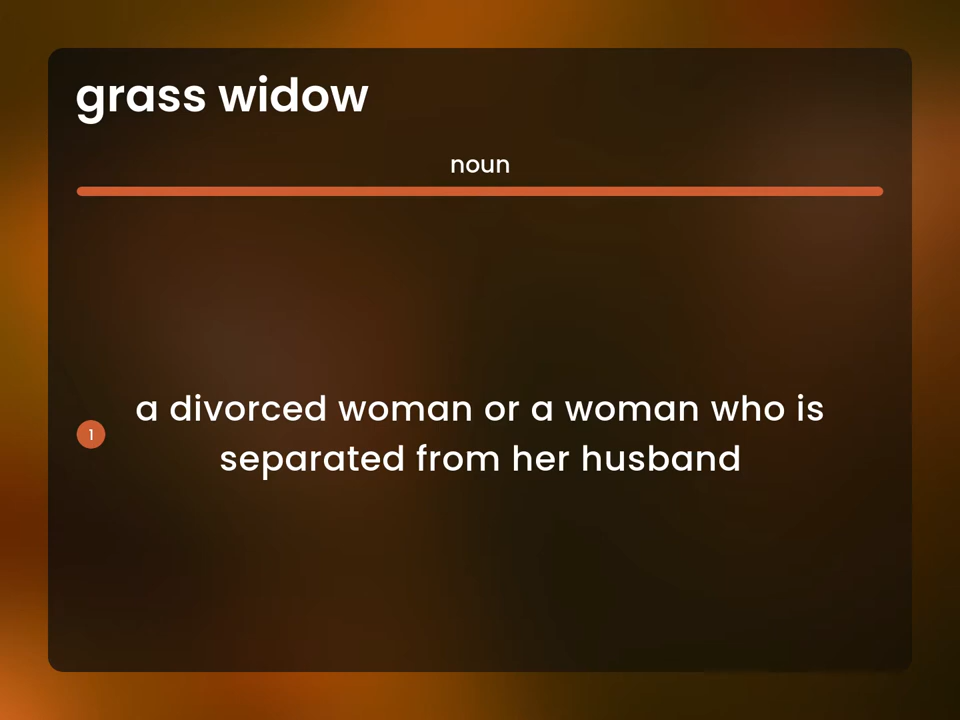 grass widow
noun
1
a divorced woman or a woman who is
separated from her husband